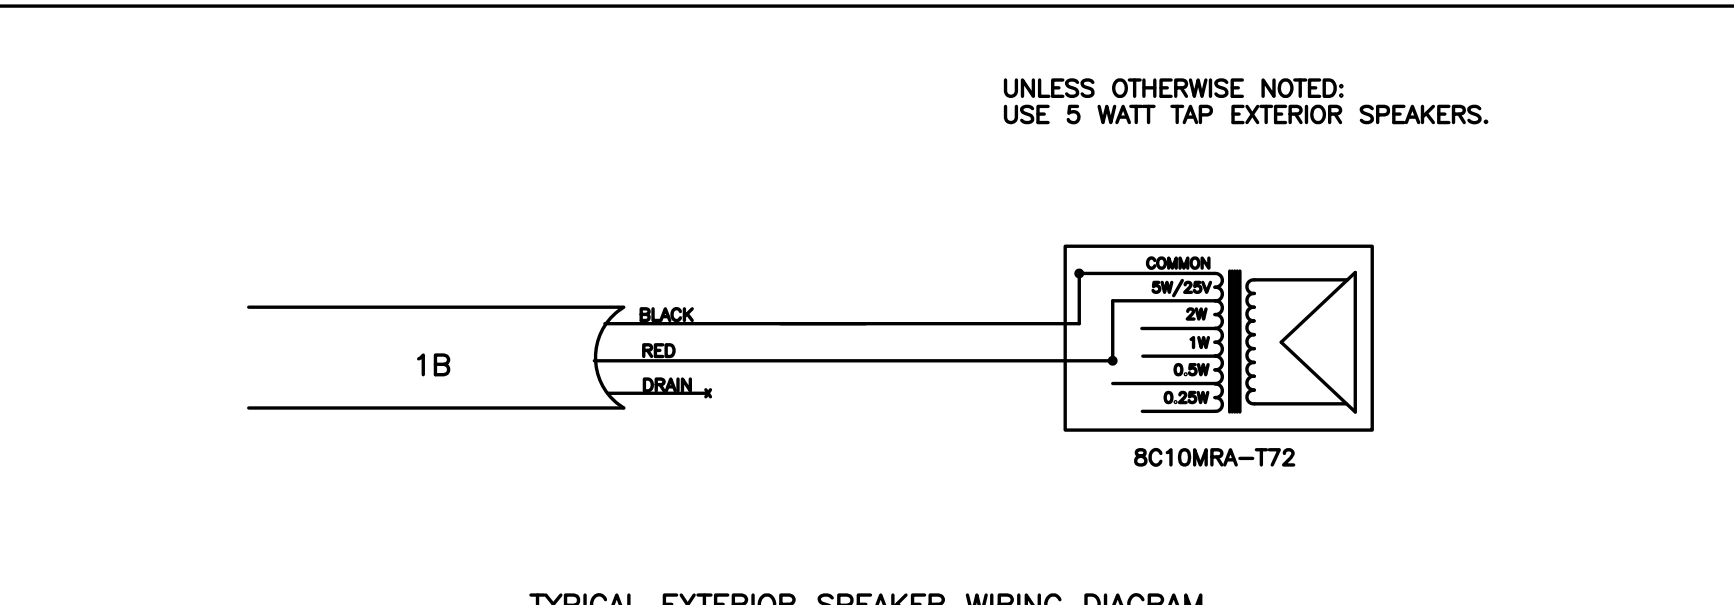 UNLESS OTHERWISE NOTED:
USE 5 WATT TAP EXTERIOR SPEAKERS.
COMMON
5W/25V
BLACK
2W
1W
RED
1B
0.5W
DRAIN
0.25W
8C10MRA-T72
TYPICAL EXTERIOR SPEAKER WIRING DIAGRAM